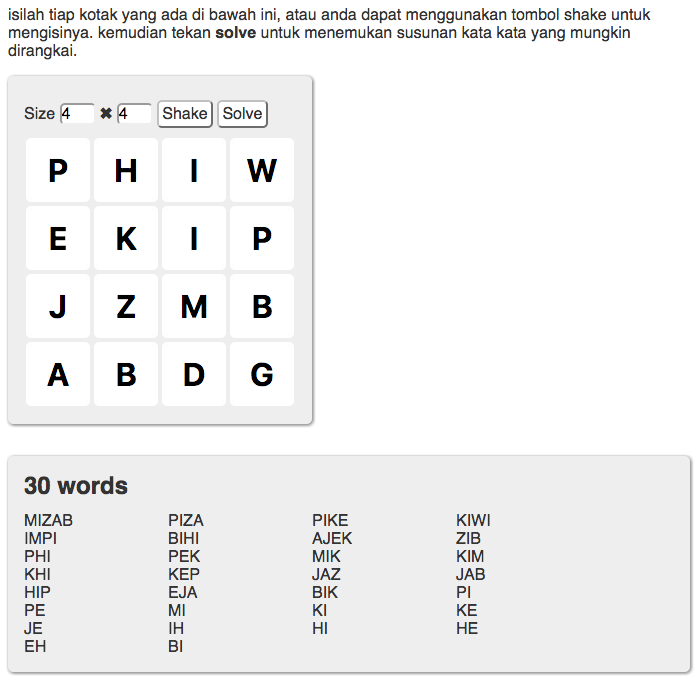 isilah tiap kotak yang ada di bawah ini, atau anda dapat menggunakan tombol shake untuk
mengisinya. kemudian tekan solve untuk menemukan susunan kata kata yang mungkin
dirangkai.
Size 4 ✖ 4 Shake Solve
P H I W
E K I P
J Z M B
A B D G
30 words
MIZAB PIZA PIKE KIWI
IMPI BIHI AJEK ZIB
PHI PEK MIK KIM
KHI KEP JAZ JAB
HIP EJA BIK PI
PE MI KI KE
JE IH HI HE
EH BI